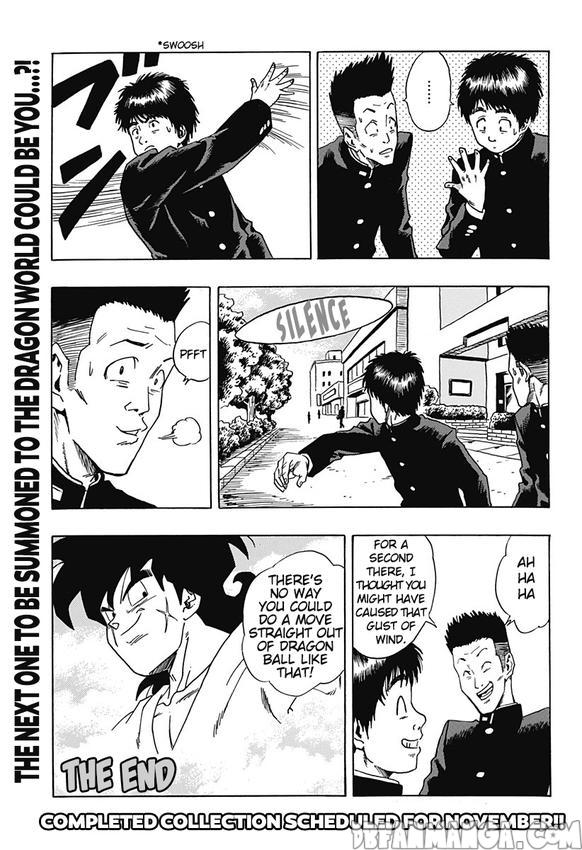 *SWOOSH
......
SILENCE
PFFT
AH
HA
HA
FOR A
SECOND
THERE, I
THOUGHT YOU
MIGHT HAVE
CAUSED THAT
GUST OF
WIND.
THERE'S
NO WAY
YOU COULD
DO A MOVE
STRAIGHT OUT
OF DRAGON
BALL LIKE
THAT!
THE END
THE NEXT ONE TO BE SUMMONED TO THE DRAGON WORLD COULD BE YOU...?!
COMPLETED COLLECTION SCHEDULED FOR NOVEMBER!!
DBFANMANGA.COM